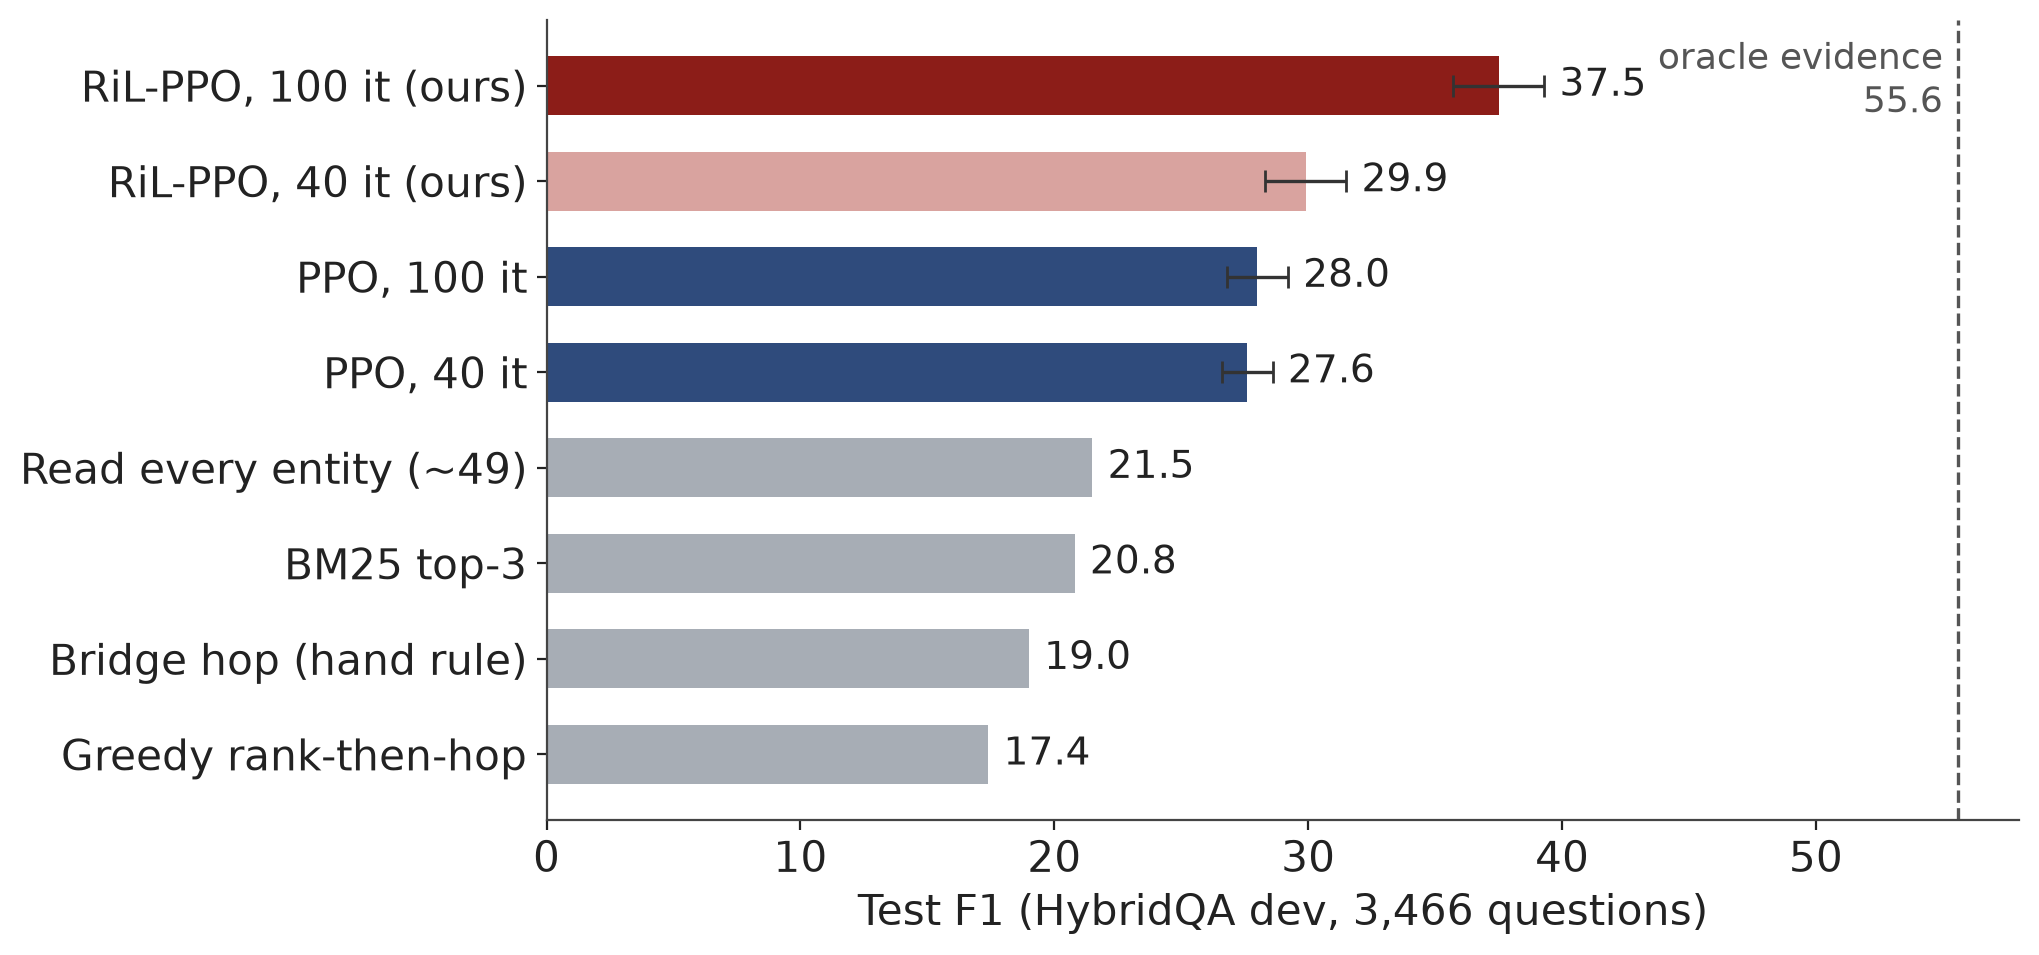 oracle evidence
RiL-PPO, 100 it (ours) 37.5
55.6
RiL-PPO, 40 it (ours) 29.9
PPO, 100 it 28.0
PPO, 40 it 27.6
Read every entity (~49) 21.5
BM25 top-3 20.8
Bridge hop (hand rule) 19.0
Greedy rank-then-hop 17.4
0 10 20 30 40 50
Test F1 (HybridQA dev, 3,466 questions)